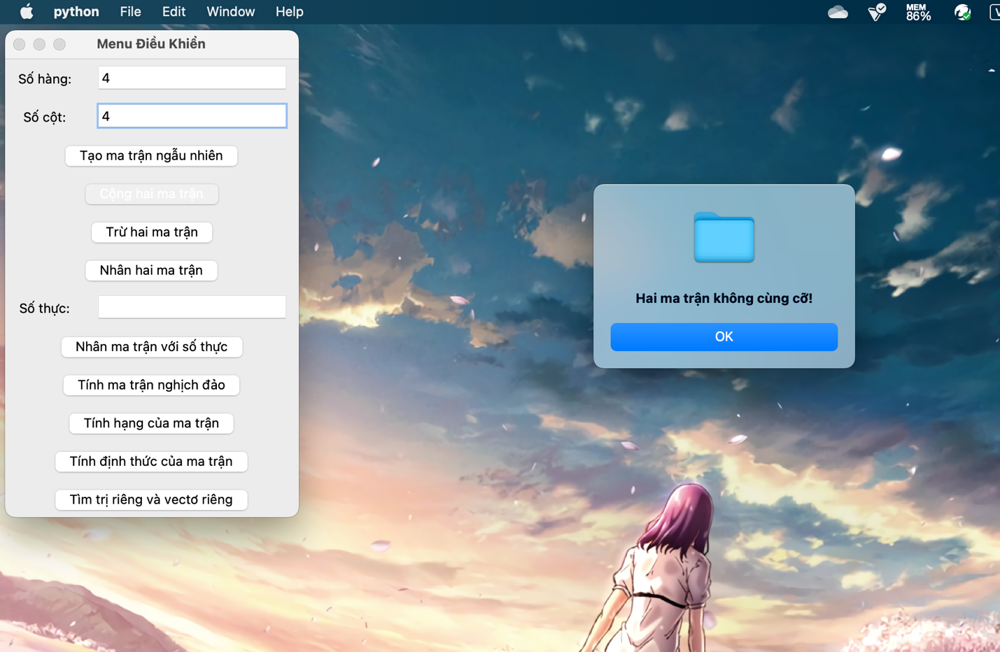 python File Edit Window Help MEM 86%
Menu Điều Khiển
Số hàng: 4
Số cột: 4
Tạo ma trận ngẫu nhiên
Cộng hai ma trận
Trừ hai ma trận
Nhân hai ma trận
Số thực:
Nhân ma trận với số thực
Tính ma trận nghịch đảo
Tính hạng của ma trận
Tính định thức của ma trận
Tìm trị riêng và vectơ riêng
Hai ma trận không cùng cỡ!
OK